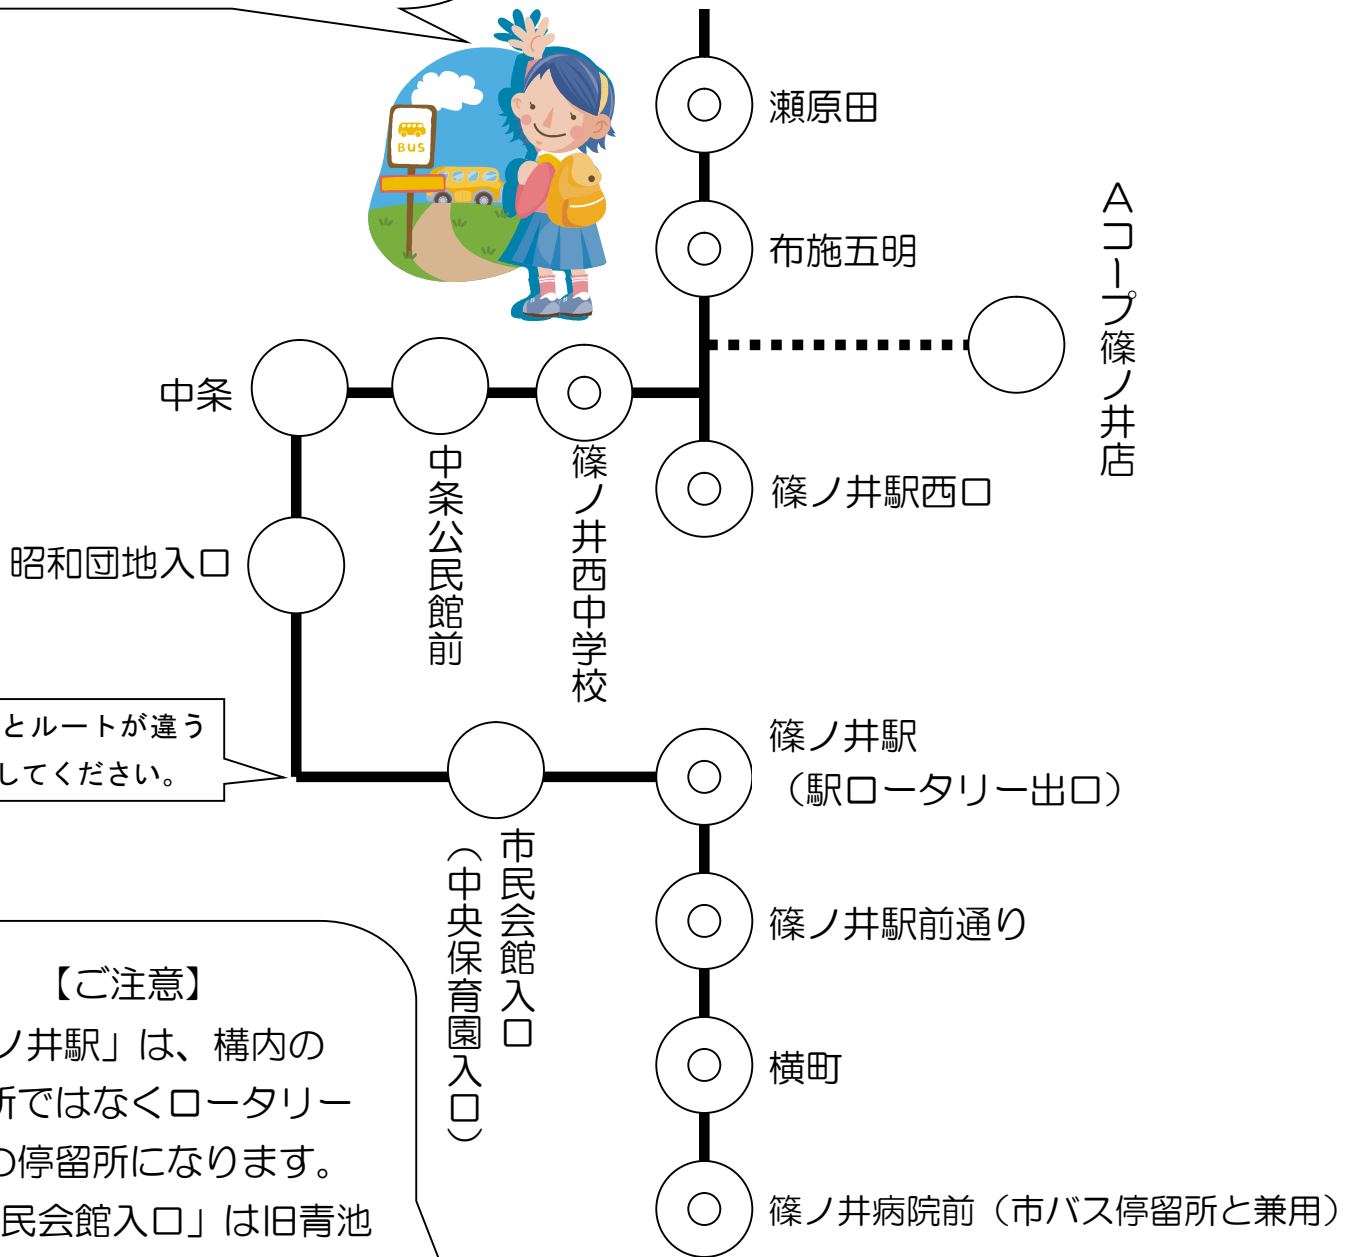 瀬原田
BUS
布施五明
Aコープ篠ノ井店
中条
中条公民館前
篠ノ井西中学校
篠ノ井駅西口
昭和団地入口
とルートが違う
してください。
篠ノ井駅
（駅ロータリー出口）
市民会館入口
（中央保育園入口）
篠ノ井駅前通り
【ご注意】
ノ井駅」は、構内の
所ではなくロータリー
の停留所になります。
民会館入口」は旧青池
横町
篠ノ井病院前（市バス停留所と兼用）